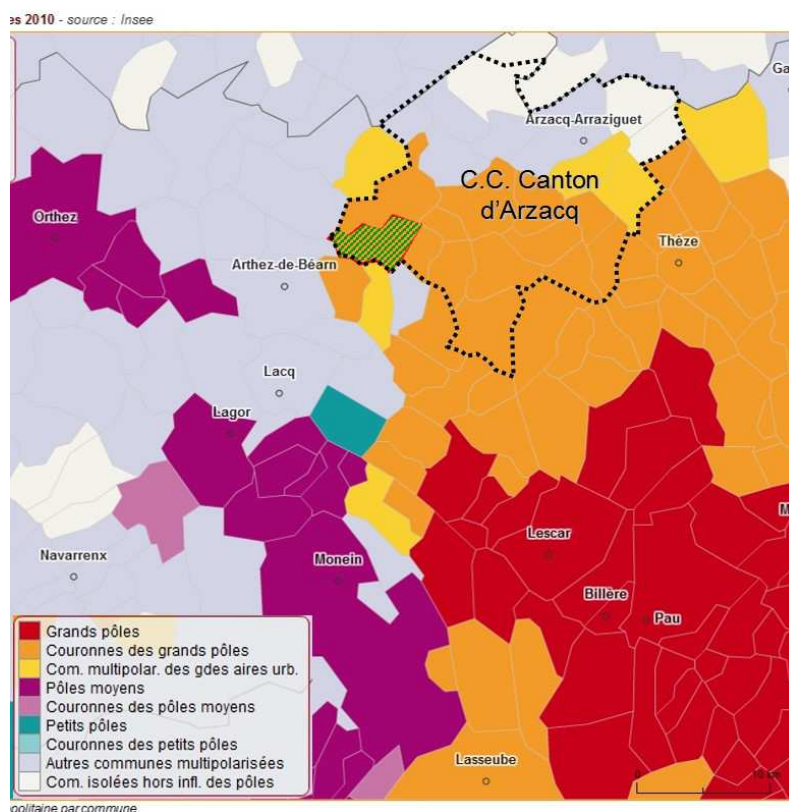 es 2010 - source : Insee
Ga
Arzacq-Arraziguet
C.C. Canton
d'Arzacq
Orthez
Thèze
Arthez-de-Béarn
Lacq
Lagor
M
Lescar
Navarrenx
Monein
Billère
Pau
Grands pôles
Couronnes des grands pôles
Com. multipolar. des gdes aires urb.
Pôles moyens
Couronnes des pôles moyens
Petits pôles
Couronnes des petits pôles
Autres communes multipolarisées
Com. isolées hors infl. des pôles
Lasseube
0 10 km
politaine par commune